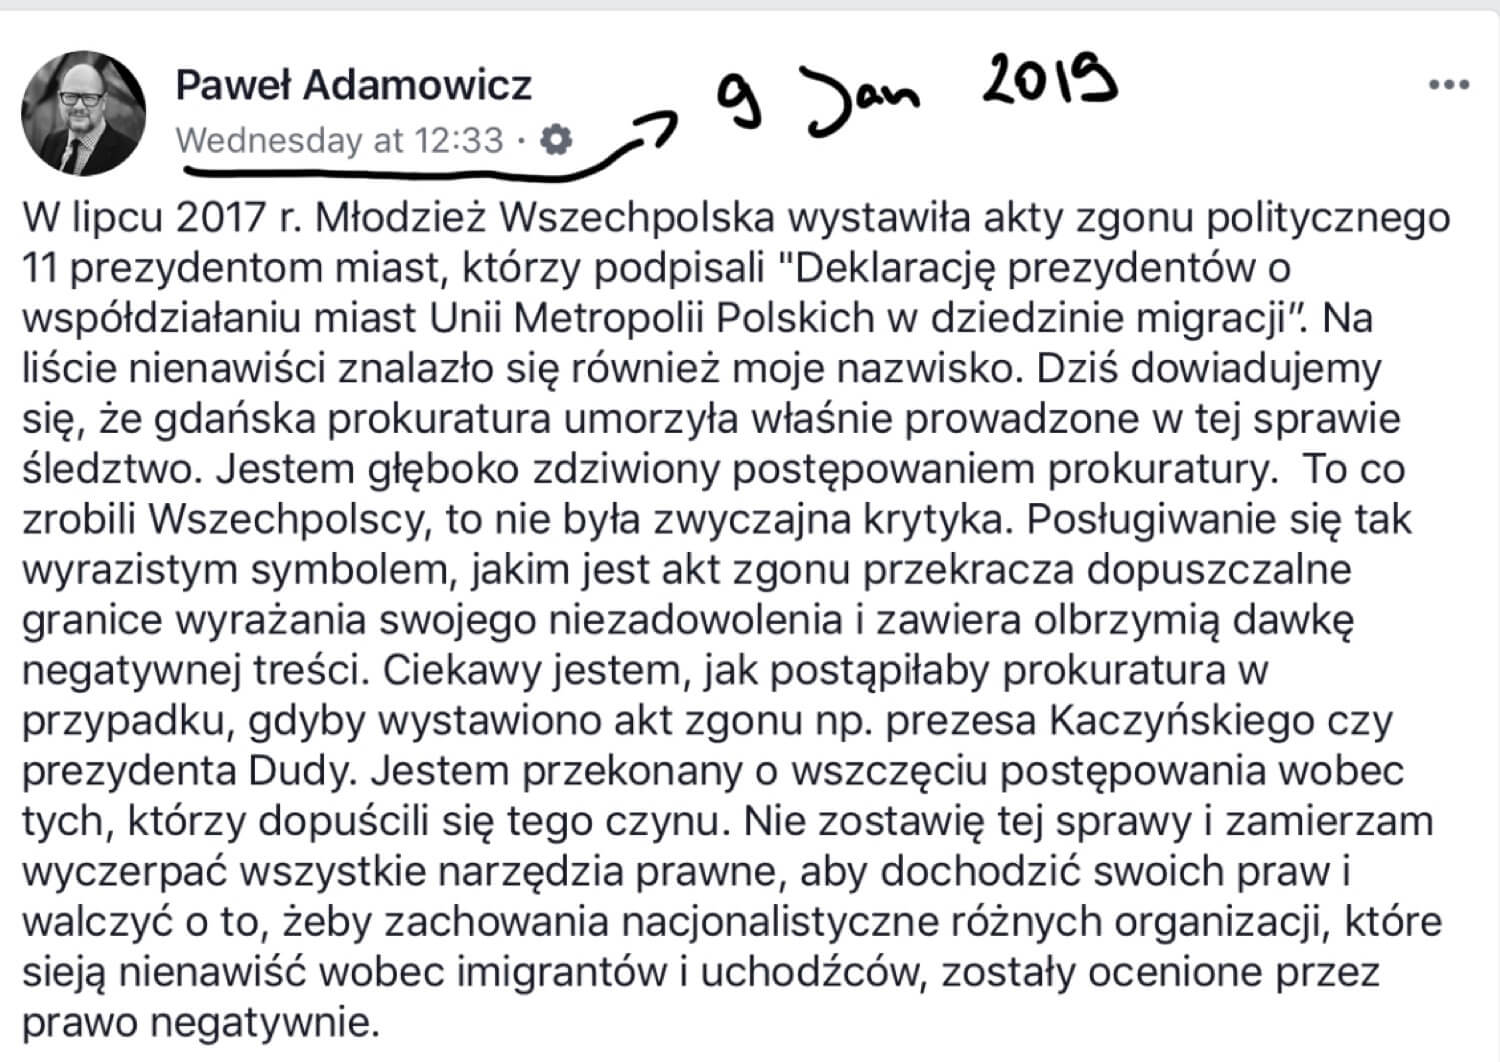 Paweł Adamowicz
Wednesday at 12:33 ·
9 Jan 2019
W lipcu 2017 r. Młodzież Wszechpolska wystawiła akty zgonu politycznego
11 prezydentom miast, którzy podpisali "Deklarację prezydentów o
współdziałaniu miast Unii Metropolii Polskich w dziedzinie migracji”. Na
liście nienawiści znalazło się również moje nazwisko. Dziś dowiadujemy
się, że gdańska prokuratura umorzyła właśnie prowadzone w tej sprawie
śledztwo. Jestem głęboko zdziwiony postępowaniem prokuratury.  To co
zrobili Wszechpolscy, to nie była zwyczajna krytyka. Posługiwanie się tak
wyrazistym symbolem, jakim jest akt zgonu przekracza dopuszczalne
granice wyrażania swojego niezadowolenia i zawiera olbrzymią dawkę
negatywnej treści. Ciekawy jestem, jak postąpiłaby prokuratura w
przypadku, gdyby wystawiono akt zgonu np. prezesa Kaczyńskiego czy
prezydenta Dudy. Jestem przekonany o wszczęciu postępowania wobec
tych, którzy dopuścili się tego czynu. Nie zostawię tej sprawy i zamierzam
wyczerpać wszystkie narzędzia prawne, aby dochodzić swoich praw i
walczyć o to, żeby zachowania nacjonalistyczne różnych organizacji, które
sieją nienawiść wobec imigrantów i uchodźców, zostały ocenione przez
prawo negatywnie.